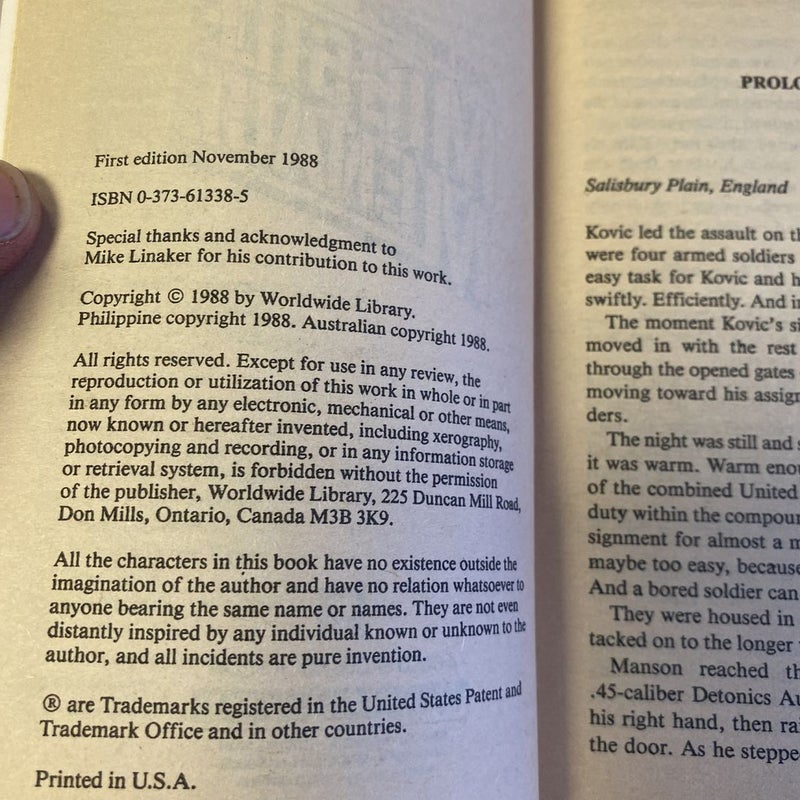 First edition November 1988
ISBN 0-373-61338-5
Special thanks and acknowledgment to
Mike Linaker for his contribution to this work.
Copyright © 1988 by Worldwide Library.
Philippine copyright 1988. Australian copyright 1988.
All rights reserved. Except for use in any review, the
reproduction or utilization of this work in whole or in part
in any form by any electronic, mechanical or other means,
now known or hereafter invented, including xerography,
photocopying and recording, or in any information storage
or retrieval system, is forbidden without the permission
of the publisher, Worldwide Library, 225 Duncan Mill Road,
Don Mills, Ontario, Canada M3B 3K9.
All the characters in this book have no existence outside the
imagination of the author and have no relation whatsoever to
anyone bearing the same name or names. They are not even
distantly inspired by any individual known or unknown to the
author, and all incidents are pure invention.
® are Trademarks registered in the United States Patent and
Trademark Office and in other countries.
Printed in U.S.A.
Salisbury Plain, England
Kovic led the assault on
were four armed soldiers
easy task for Kovic and
swiftly. Efficiently. And
The moment Kovic's
moved in with the rest
through the opened gates
moving toward his
ders.
The night was still and
it was warm. Warm
of the combined United
duty within the
signment for almost a
maybe too easy,
And a bored soldier can
They were housed in
tacked on to the longer
Manson reached
.45-caliber Detonics
his right hand, then
the door. As he